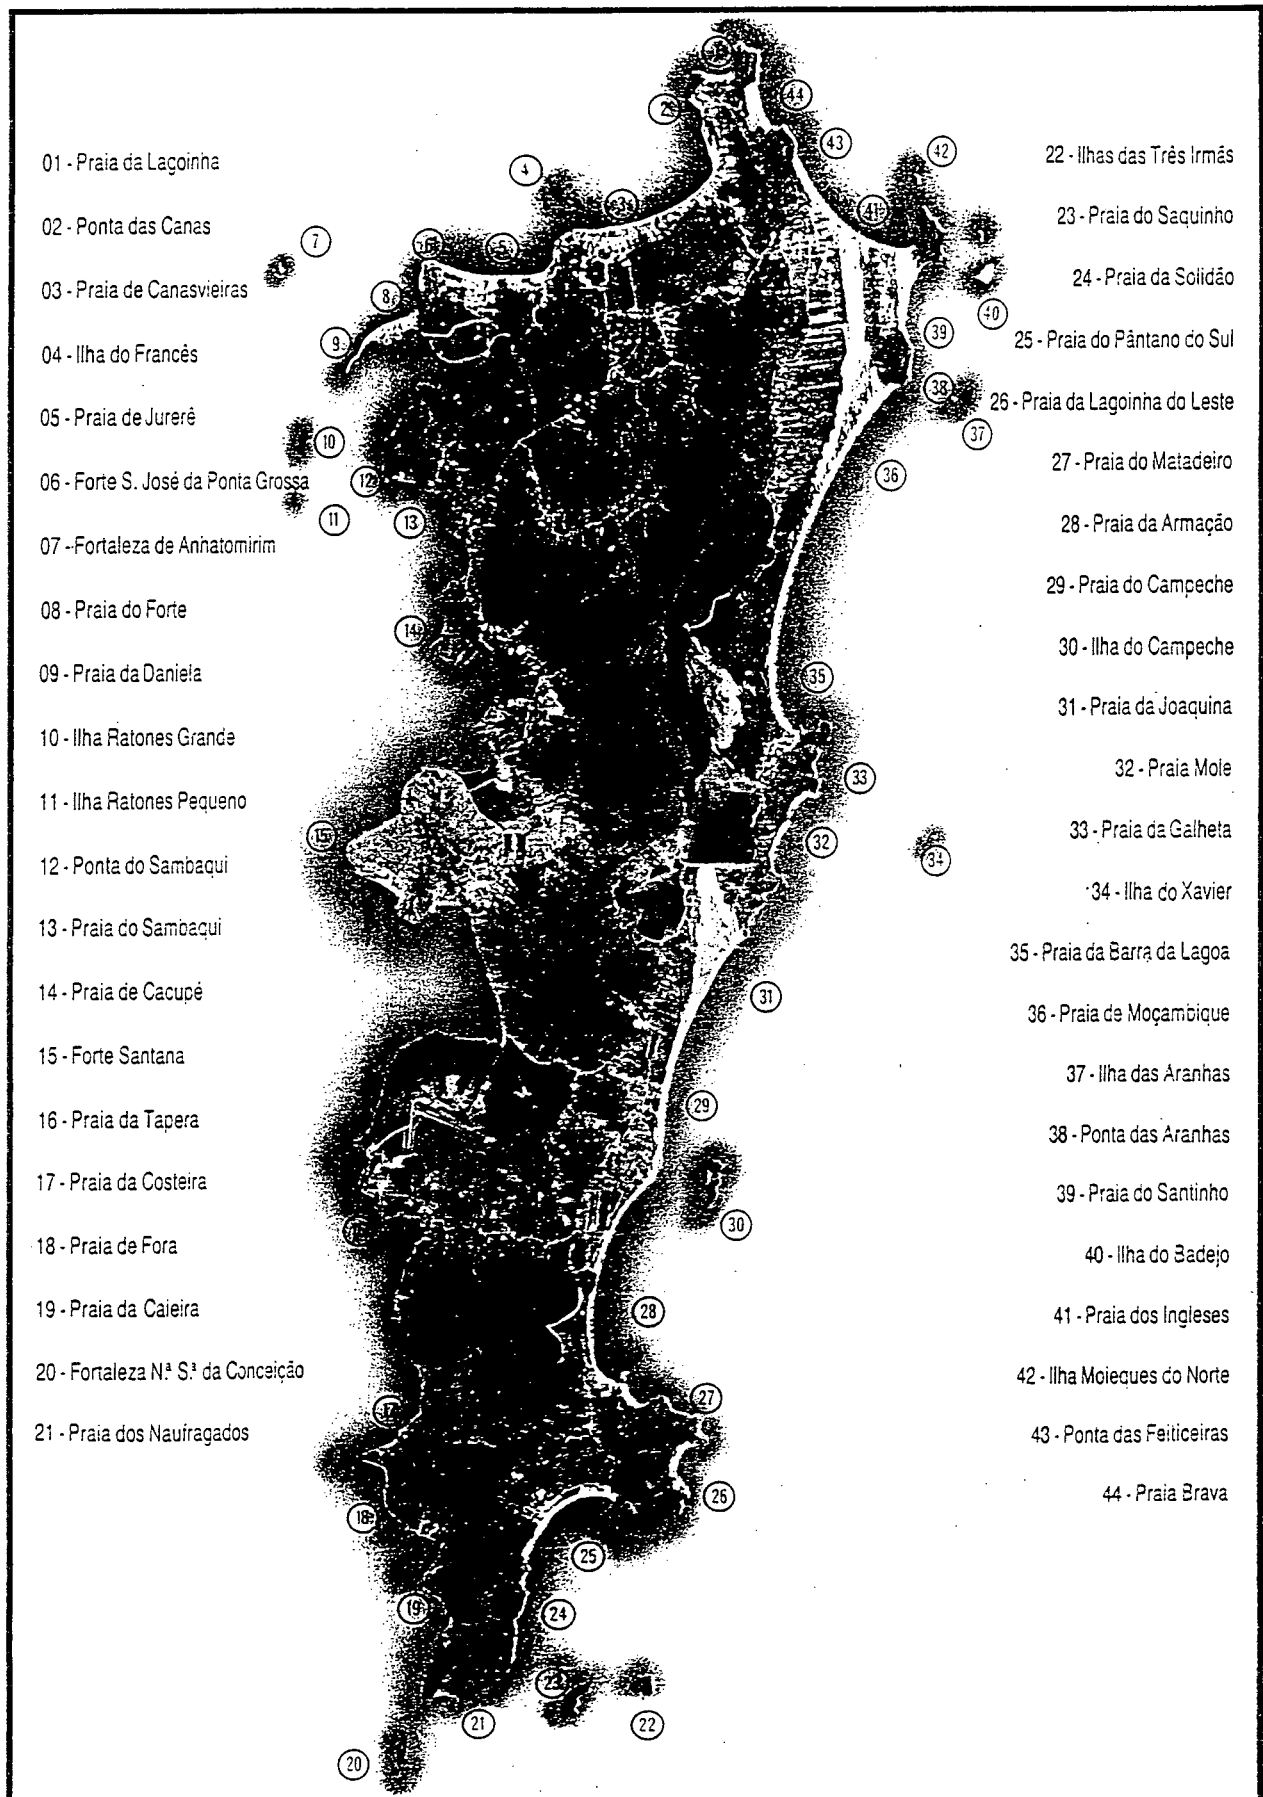 01 - Praia da Lagoinha
02 - Ponta das Canas
03 - Praia de Canasvieiras
04 - Ilha do Francês
05 - Praia de Jurerê
06 - Forte S. José da Ponta Grossa
07 - Fortaleza de Anhatomirim
08 - Praia do Forte
09 - Praia da Daniela
10 - Ilha Ratones Grande
11 - Ilha Ratones Pequeno
12 - Ponta do Sambaqui
13 - Praia do Sambaqui
14 - Praia de Cacupé
15 - Forte Santana
16 - Praia da Tapera
17 - Praia da Costeira
18 - Praia de Fora
19 - Praia da Caieira
20 - Fortaleza N.ª S.ª da Conceição
21 - Praia dos Naufragados
22 - Ilhas das Três Irmãs
23 - Praia do Saquinho
24 - Praia da Solidão
25 - Praia do Pântano do Sul
26 - Praia da Lagoinha do Leste
27 - Praia do Matadeiro
28 - Praia da Armação
29 - Praia do Campeche
30 - Ilha do Campeche
31 - Praia da Joaquina
32 - Praia Mole
33 - Praia da Galheta
34 - Ilha do Xavier
35 - Praia da Barra da Lagoa
36 - Praia de Moçambique
37 - Ilha das Aranhas
38 - Ponta das Aranhas
39 - Praia do Santinho
40 - Ilha do Badejo
41 - Praia dos Ingleses
42 - Ilha Moleques do Norte
43 - Ponta das Feiticeiras
44 - Praia Brava
2
44
43
42
4
3
41
7
6
5
8
40
9
39
38
10
37
12
36
11
13
14
35
33
15
32
34
31
29
16
30
28
27
17
26
18
25
19
24
23
21
22
20